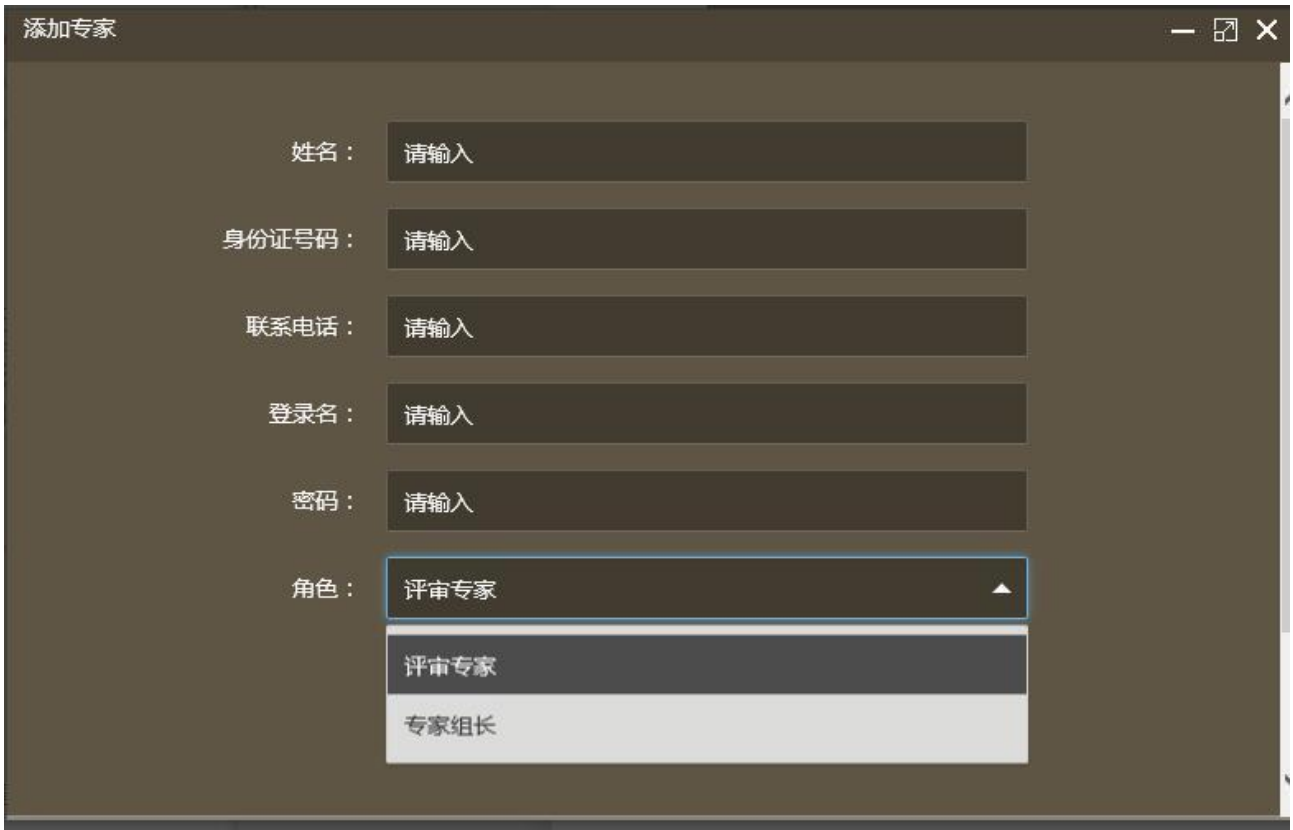 添加专家
姓名： 请输入
身份证号码： 请输入
联系电话： 请输入
登录名： 请输入
密码： 请输入
角色： 评审专家
评审专家
专家组长